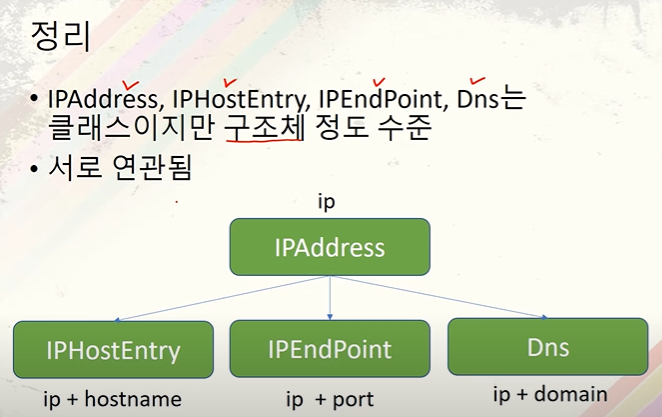 정리
• IPAddress, IPHostEntry, IPEndPoint, Dns는
클래스이지만 구조체 정도 수준
• 서로 연관됨
ip
IPAddress
IPHostEntry
IPEndPoint
Dns
ip + hostname
ip + port
ip + domain